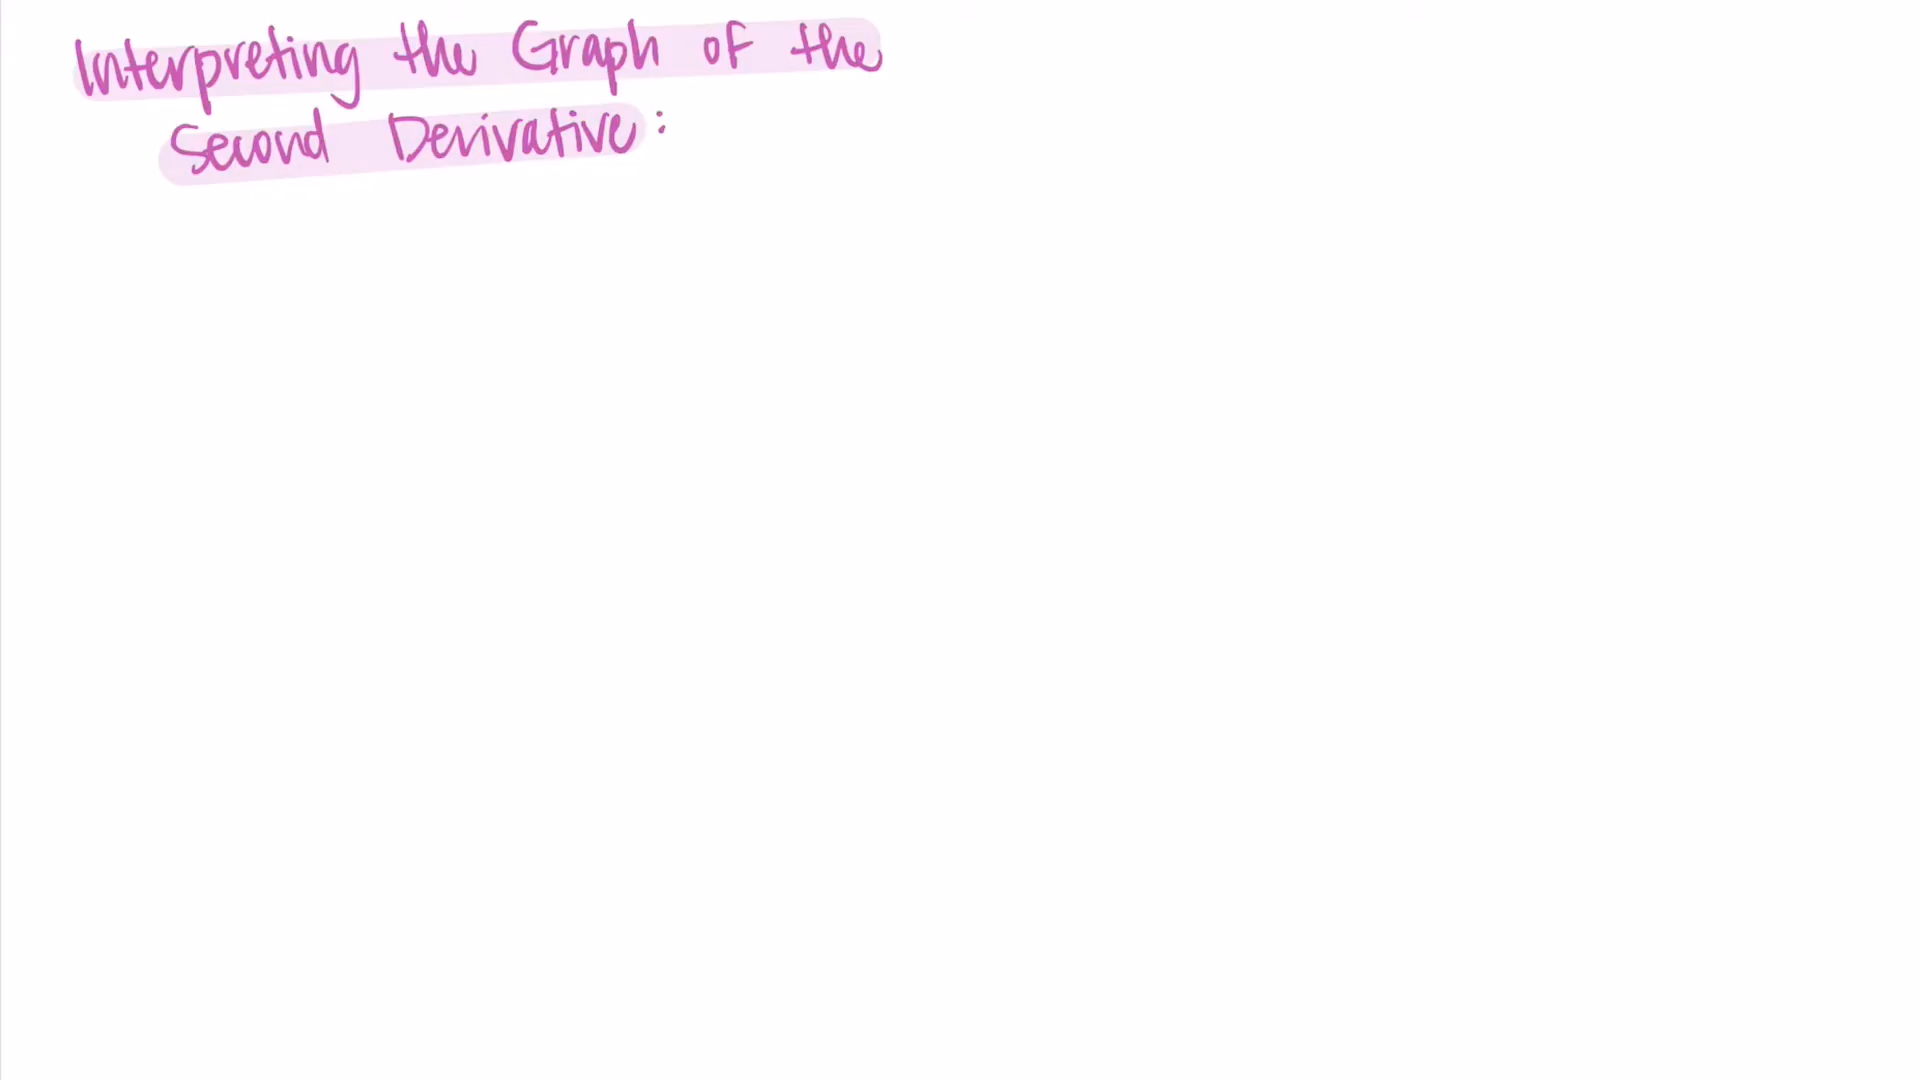 Interpreting the Graph of the
Second Derivative: